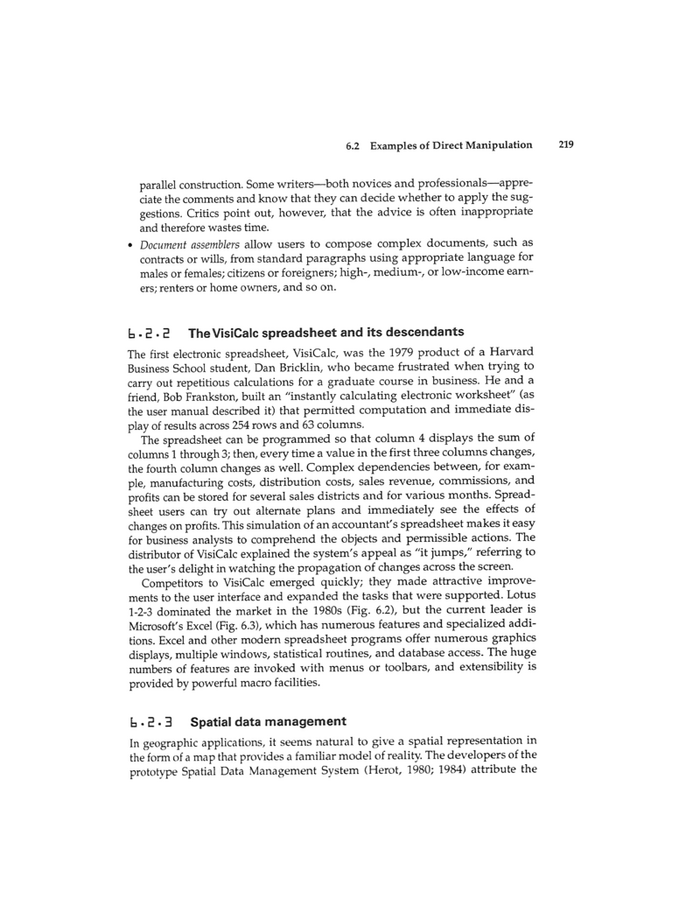 6.2 Examples of Direct Manipulation 219
parallel construction. Some writers—both novices and professionals—appre-
ciate the comments and know that they can decide whether to apply the sug-
gestions. Critics point out, however, that the advice is often inappropriate
and therefore wastes time.
• Document assemblers allow users to compose complex documents, such as
contracts or wills, from standard paragraphs using appropriate language for
males or females; citizens or foreigners; high-, medium-, or low-income earn-
ers; renters or home owners, and so on.
6.2.2 The VisiCalc spreadsheet and its descendants
The first electronic spreadsheet, VisiCalc, was the 1979 product of a Harvard
Business School student, Dan Bricklin, who became frustrated when trying to
carry out repetitious calculations for a graduate course in business. He and a
friend, Bob Frankston, built an "instantly calculating electronic worksheet" (as
the user manual described it) that permitted computation and immediate dis-
play of results across 254 rows and 63 columns.
The spreadsheet can be programmed so that column 4 displays the sum of
columns 1 through 3; then, every time a value in the first three columns changes,
the fourth column changes as well. Complex dependencies between, for exam-
ple, manufacturing costs, distribution costs, sales revenue, commissions, and
profits can be stored for several sales districts and for various months. Spread-
sheet users can try out alternate plans and immediately see the effects of
changes on profits. This simulation of an accountant's spreadsheet makes it easy
for business analysts to comprehend the objects and permissible actions. The
distributor of VisiCalc explained the system's appeal as "it jumps," referring to
the user's delight in watching the propagation of changes across the screen.
Competitors to VisiCalc emerged quickly; they made attractive improve-
ments to the user interface and expanded the tasks that were supported. Lotus
1-2-3 dominated the market in the 1980s (Fig. 6.2), but the current leader is
Microsoft's Excel (Fig. 6.3), which has numerous features and specialized addi-
tions. Excel and other modern spreadsheet programs offer numerous graphics
displays, multiple windows, statistical routines, and database access. The huge
numbers of features are invoked with menus or toolbars, and extensibility is
provided by powerful macro facilities.
6.2.3 Spatial data management
In geographic applications, it seems natural to give a spatial representation in
the form of a map that provides a familiar model of reality. The developers of the
prototype Spatial Data Management System (Herot, 1980; 1984) attribute the